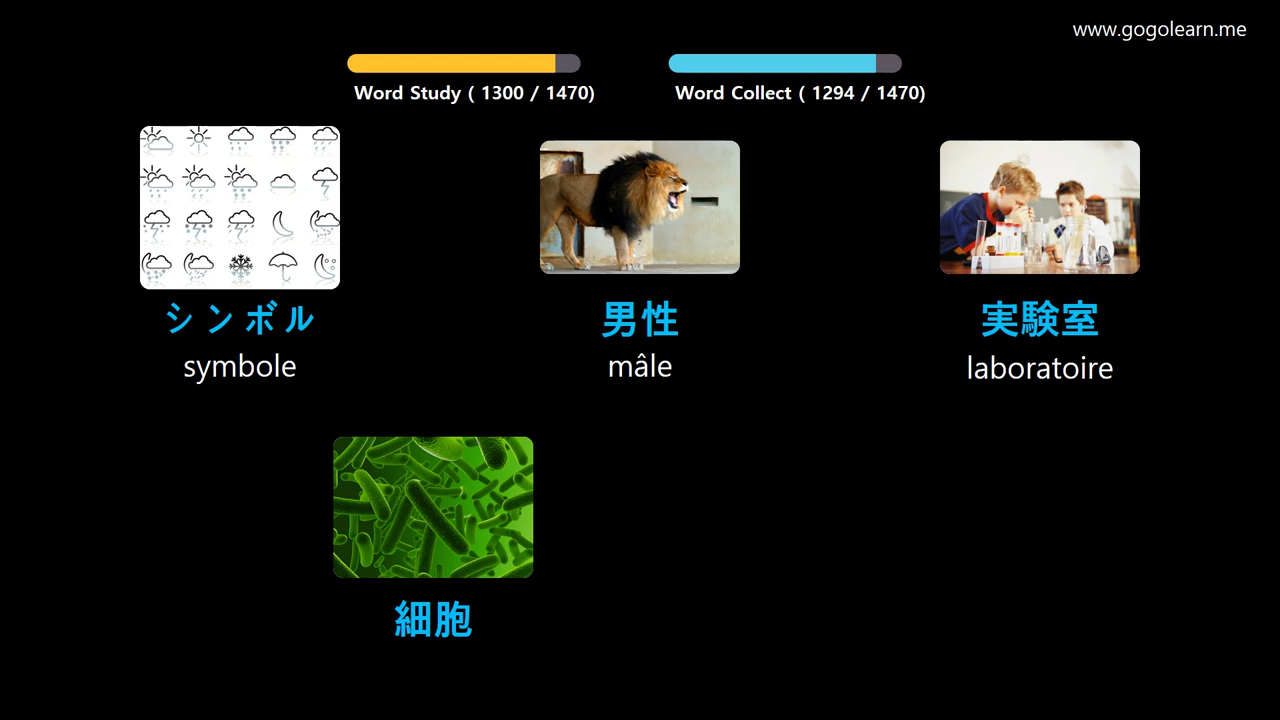 www.gogolearn.me
Word Study ( 1300 / 1470)
Word Collect ( 1294 / 1470)
シンボル
symbole
男性
mâle
実験室
laboratoire
細胞